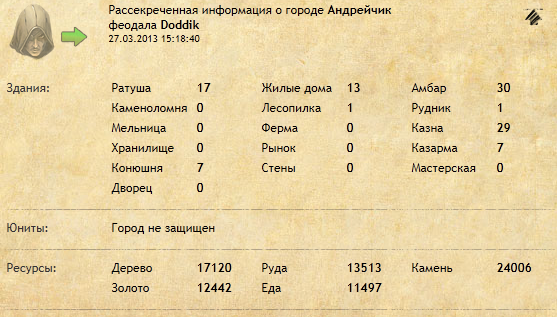 Рассекреченная информация о городе Андрейчик
феодала Doddik
27.03.2013 15:18:40
Здания: Ратуша 17 Жилые дома 13 Амбар 30
Каменоломня 0 Лесопилка 1 Рудник 1
Мельница 0 Ферма 0 Казна 29
Хранилище 0 Рынок 0 Казарма 7
Конюшня 7 Стены 0 Мастерская 0
Дворец 0
Юниты: Город не защищен
Ресурсы: Дерево 17120 Руда 13513 Камень 24006
Золото 12442 Еда 11497